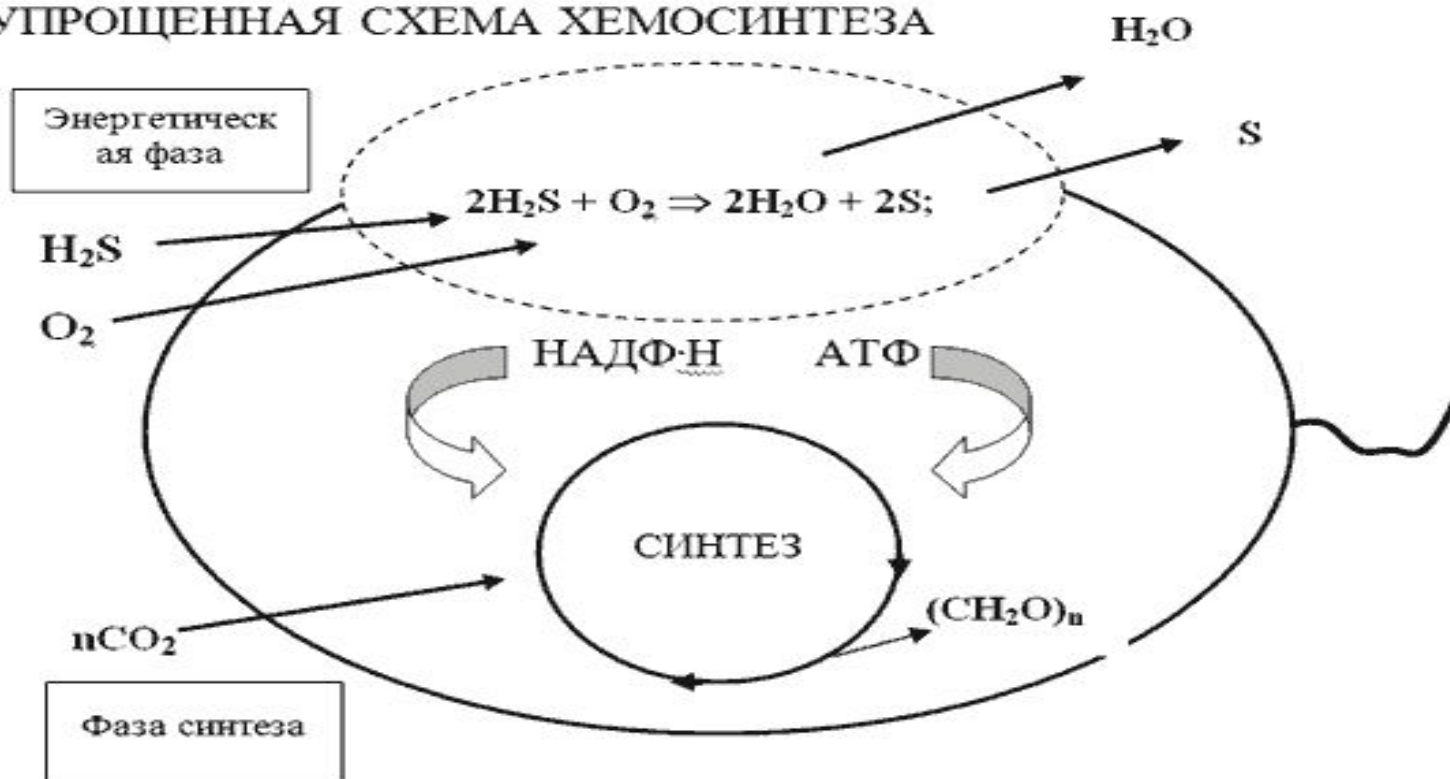 УПРОЩЕННАЯ СХЕМА ХЕМОСИНТЕЗА
H₂O
Энергетическ
ая фаза
S
2H₂S + O₂ ⇒ 2H₂O + 2S;
H₂S
O₂
НАДФ·Н АТФ
СИНТЕЗ
(CH₂O)ₙ
nCO₂
Фаза синтеза